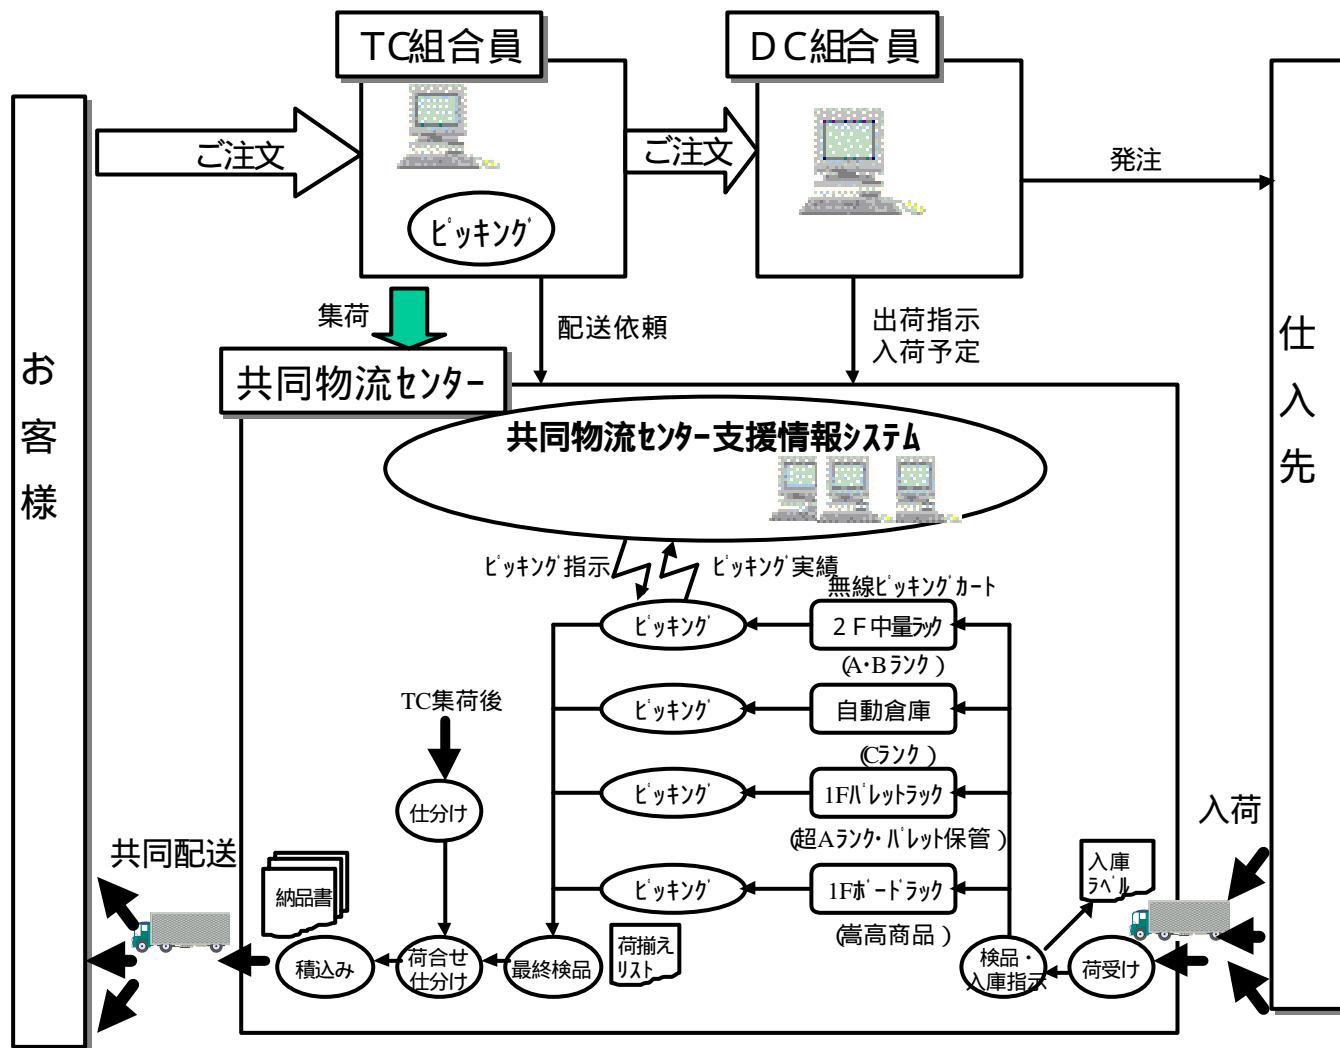 TC組合員
DC組合員
ご注文
ご注文
発注
ﾋﾟｯｷﾝｸﾞ
集荷
配送依頼
出荷指示
入荷予定
お客様
仕入先
共同物流ｾﾝﾀｰ
共同物流ｾﾝﾀｰ支援情報ｼｽﾃﾑ
ﾋﾟｯｷﾝｸﾞ指示
ﾋﾟｯｷﾝｸﾞ実績
無線ﾋﾟｯｷﾝｸﾞｶｰﾄ
ﾋﾟｯｷﾝｸﾞ
２Ｆ中量ﾗｯｸ
(A・Bﾗﾝｸ）
TC集荷後
ﾋﾟｯｷﾝｸﾞ
自動倉庫
(Cﾗﾝｸ）
仕分け
ﾋﾟｯｷﾝｸﾞ
1Fﾊﾟﾚｯﾄﾗｯｸ
(超Aﾗﾝｸ・ﾊﾟﾚｯﾄ保管）
入荷
共同配送
納品書
ﾋﾟｯｷﾝｸﾞ
1Fﾎﾞｰﾄﾞﾗｯｸ
(嵩高商品）
入庫
ﾗﾍﾞﾙ
積込み
荷合せ
仕分け
最終検品
荷揃え
ﾘｽﾄ
検品・
入庫指示
荷受け